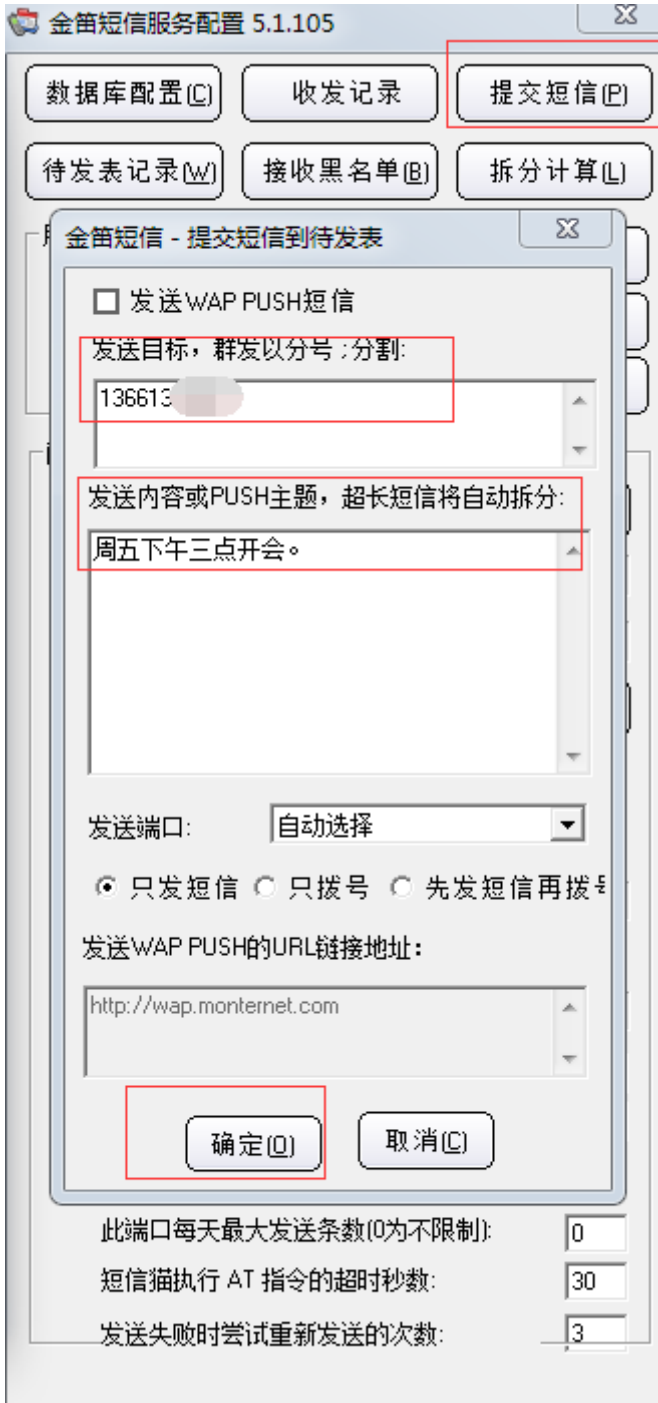 金笛短信服务配置 5.1.105
数据库配置(C)
收发记录
提交短信(P)
待发表记录(W)
接收黑名单(B)
拆分计算(L)
金笛短信 - 提交短信到待发表
发送WAP PUSH短信
发送目标，群发以分号 ;分割:
136613
发送内容或PUSH主题，超长短信将自动拆分:
周五下午三点开会。
发送端口: 自动选择
只发短信 只拨号 先发短信再拨号
发送WAP PUSH的URL链接地址：
http://wap.monternet.com
确定(O) 取消(C)
此端口每天最大发送条数(0为不限制): 0
短信猫执行 AT 指令的超时秒数: 30
发送失败时尝试重新发送的次数: 3